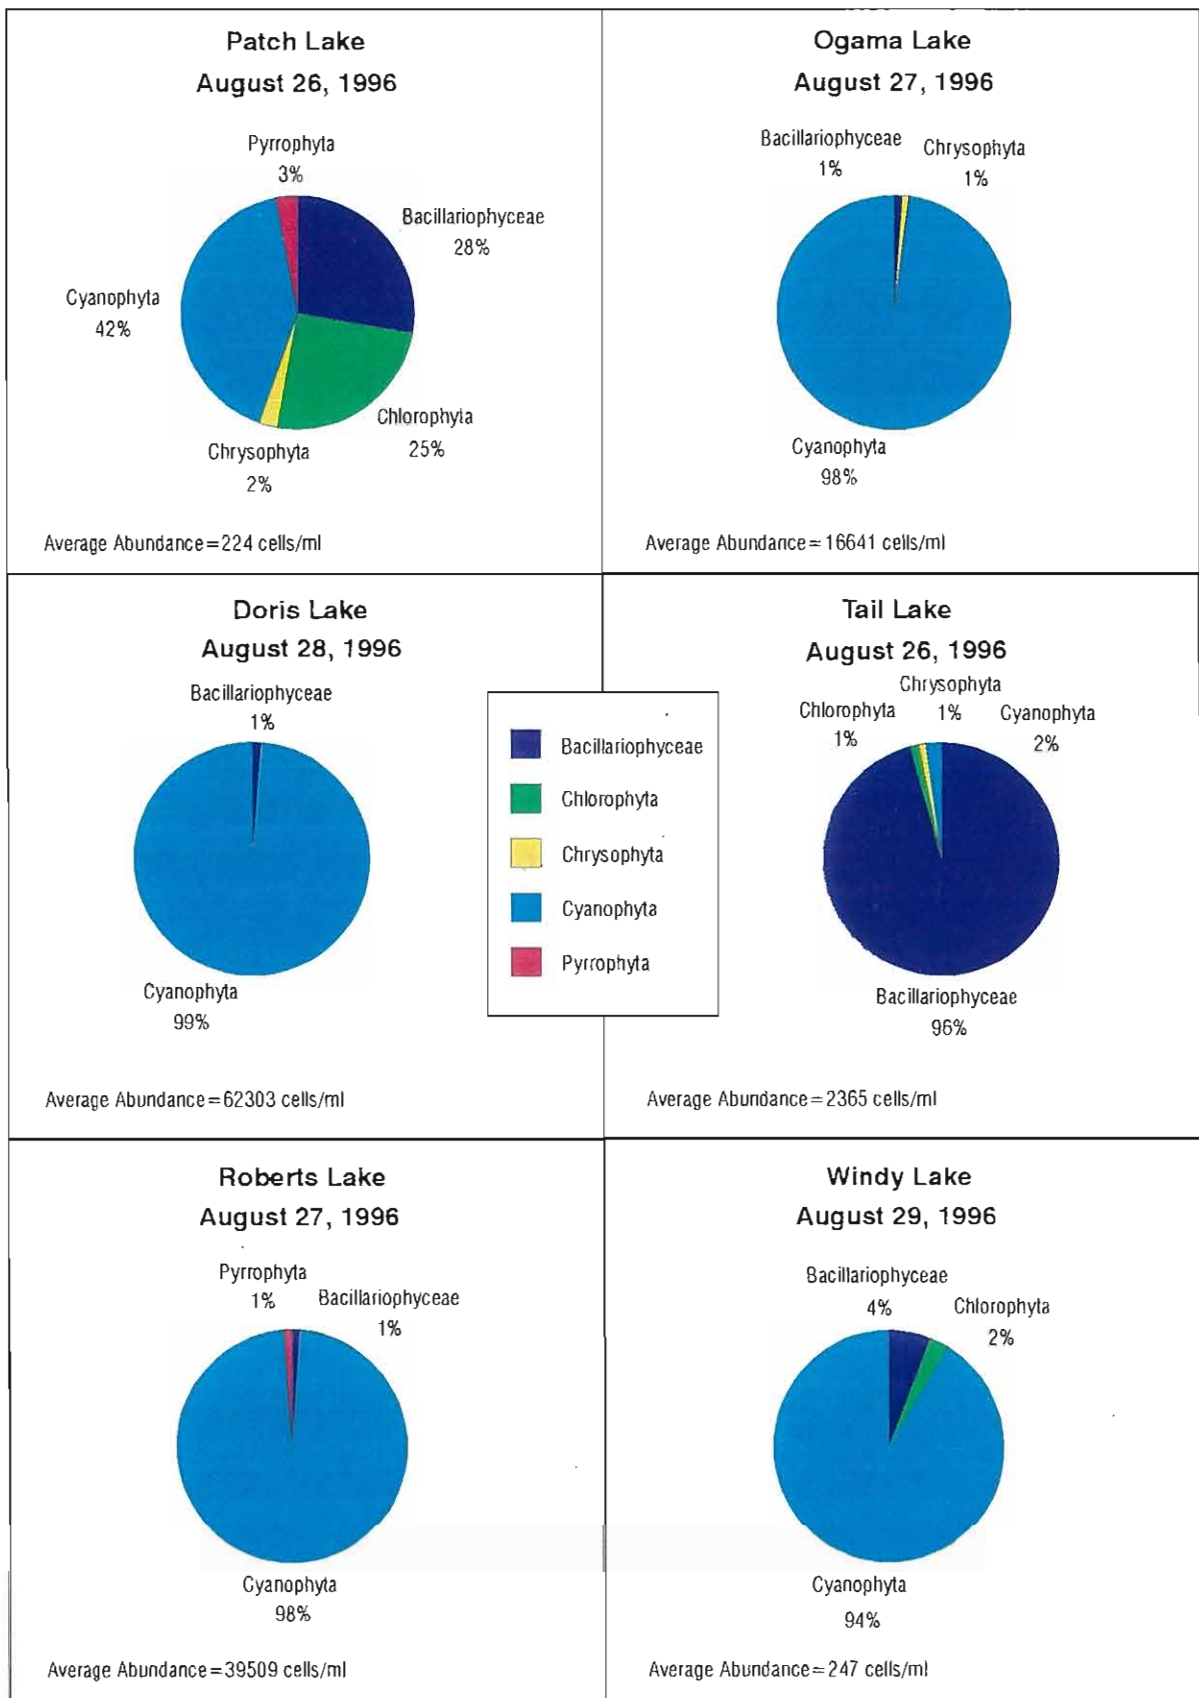 Patch Lake
August 26, 1996
Pyrrophyta
3%
Bacillariophyceae
28%
Cyanophyta
42%
Chlorophyta
25%
Chrysophyta
2%
Average Abundance=224 cells/ml
Ogama Lake
August 27, 1996
Bacillariophyceae
1%
Chrysophyta
1%
Cyanophyta
98%
Average Abundance=16641 cells/ml
Doris Lake
August 28, 1996
Bacillariophyceae
1%
Cyanophyta
99%
Average Abundance=62303 cells/ml
Tail Lake
August 26, 1996
Chrysophyta
1%
Chlorophyta
1%
Cyanophyta
2%
Bacillariophyceae
96%
Average Abundance=2365 cells/ml
Bacillariophyceae
Chlorophyta
Chrysophyta
Cyanophyta
Pyrrophyta
Roberts Lake
August 27, 1996
Pyrrophyta
1%
Bacillariophyceae
1%
Cyanophyta
98%
Average Abundance=39509 cells/ml
Windy Lake
August 29, 1996
Bacillariophyceae
4%
Chlorophyta
2%
Cyanophyta
94%
Average Abundance=247 cells/ml